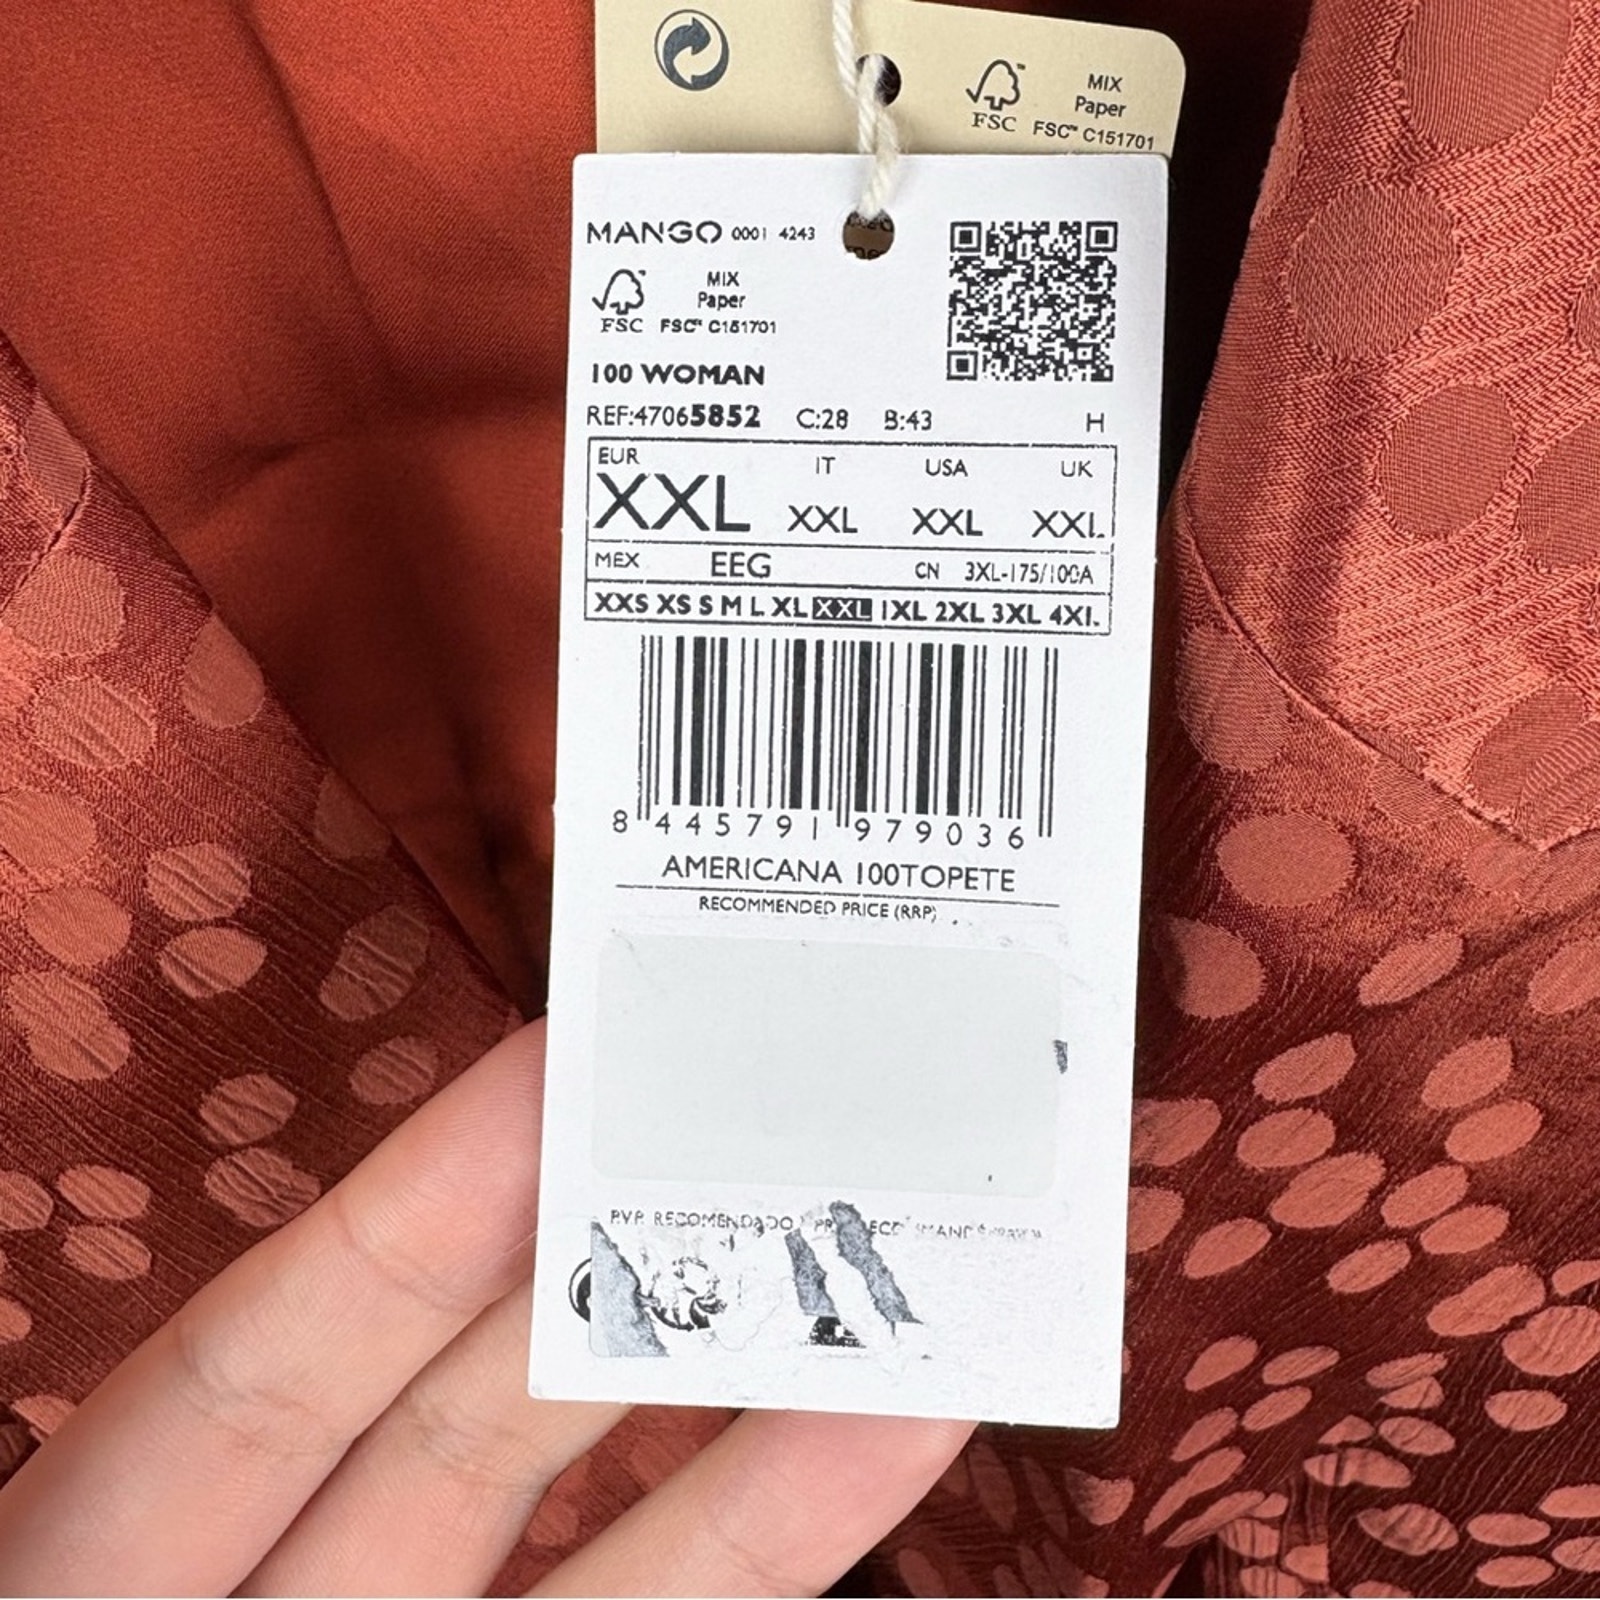 MIX
Paper
FSC™ FSC™ C151701
MANGO 0001 4243
MIX
Paper
FSC FSC™ C151701
100 WOMAN
REF:47065852 C:28 B:43 H
EUR IT USA UK
XXL XXL XXL XXL
MEX EEG CN 3XL-175/100A
XXS XS S M L XL XXL 1XL 2XL 3XL 4XL
8 445791 979036
AMERICANA 100TOPETE
RECOMMENDED PRICE (RRP)
P.V.P. RECOMENDADO